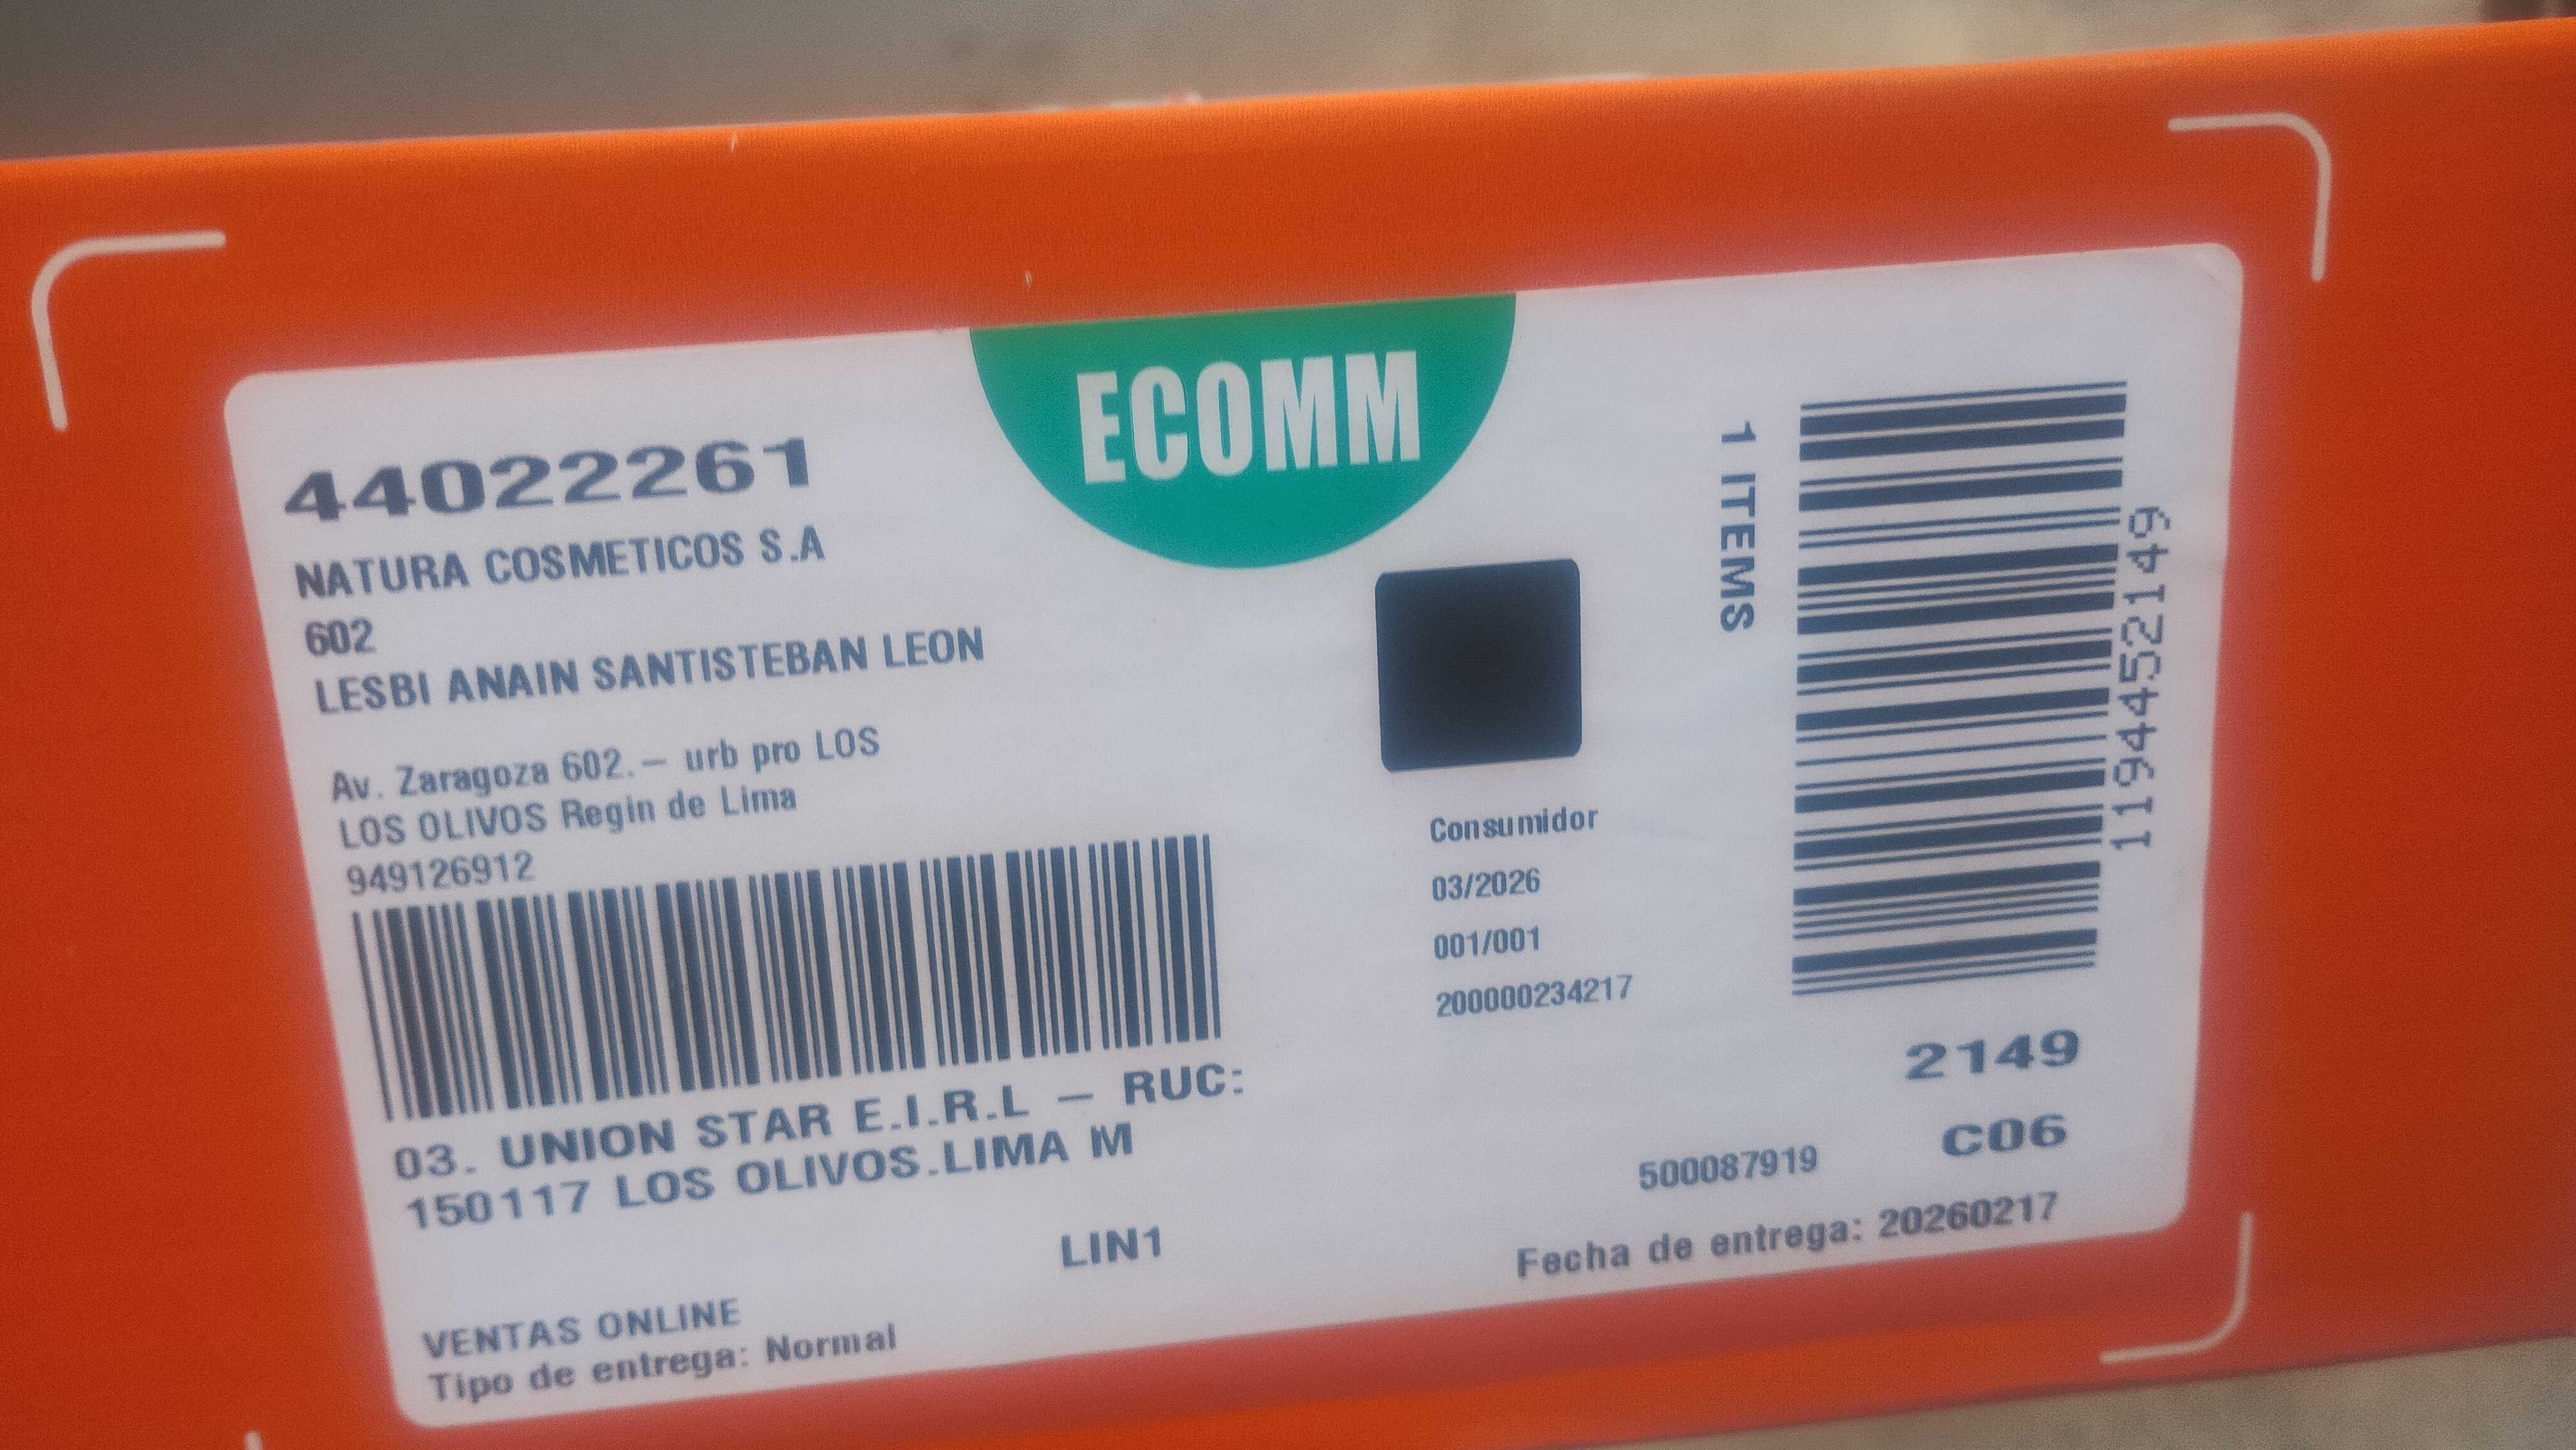 ECOMM
44022261
NATURA COSMETICOS S.A
602
LESBI ANAIN SANTISTEBAN LEON
Av. Zaragoza 602.– urb pro LOS
LOS OLIVOS Regin de Lima
949126912
03. UNION STAR E.I.R.L – RUC:
150117 LOS OLIVOS.LIMA M
LIN1
VENTAS ONLINE
Tipo de entrega: Normal
Consumidor
03/2026
001/001
200000234217
1 ITEMS
1194452149
2149
C06
500087919
Fecha de entrega: 20260217